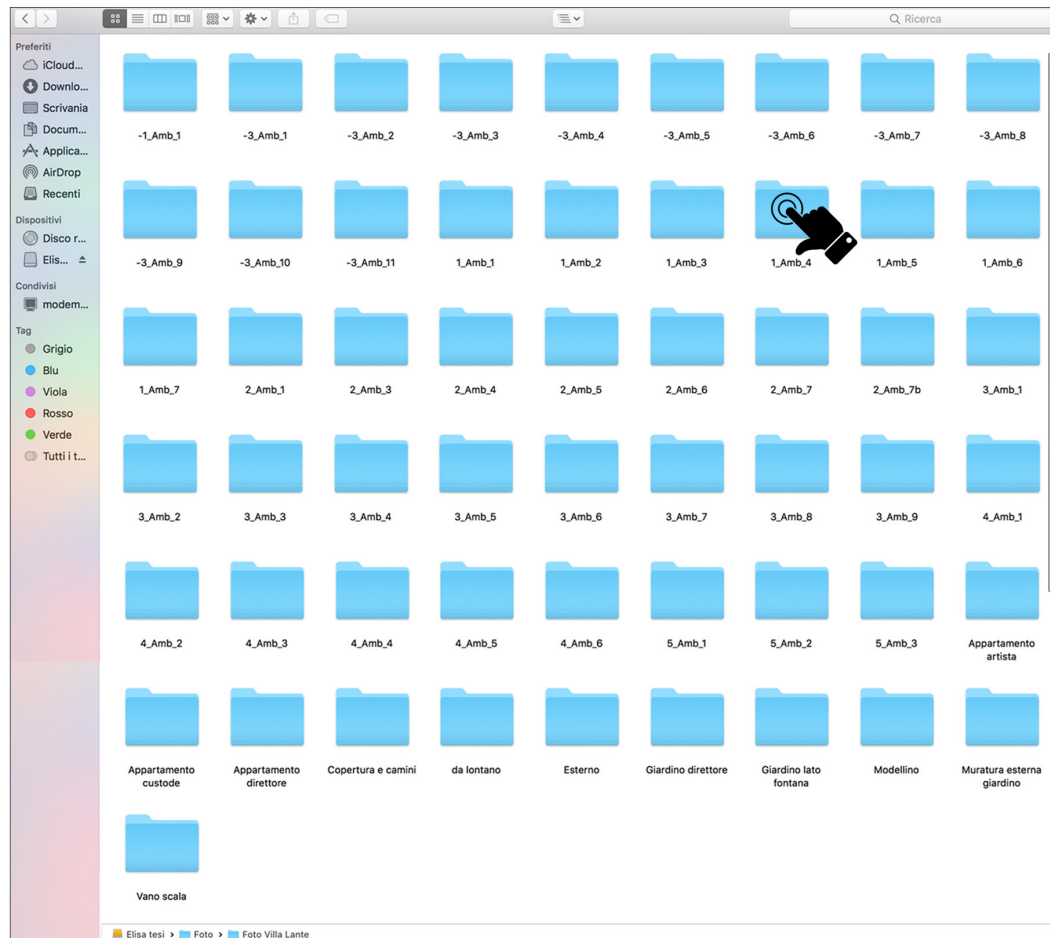 Ricerca
Preferiti
iCloud...
Downlo...
Scrivania
Docum...
Applica...
AirDrop
Recenti
Dispositivi
Disco r...
Elis...
Condivisi
modem...
Tag
Grigio
Blu
Viola
Rosso
Verde
Tutti i t...
-1_Amb_1 -3_Amb_1 -3_Amb_2 -3_Amb_3 -3_Amb_4 -3_Amb_5 -3_Amb_6 -3_Amb_7 -3_Amb_8
-3_Amb_9 -3_Amb_10 -3_Amb_11 1_Amb_1 1_Amb_2 1_Amb_3 1_Amb_4 1_Amb_5 1_Amb_6
1_Amb_7 2_Amb_1 2_Amb_3 2_Amb_4 2_Amb_5 2_Amb_6 2_Amb_7 2_Amb_7b 3_Amb_1
3_Amb_2 3_Amb_3 3_Amb_4 3_Amb_5 3_Amb_6 3_Amb_7 3_Amb_8 3_Amb_9 4_Amb_1
4_Amb_2 4_Amb_3 4_Amb_4 4_Amb_5 4_Amb_6 5_Amb_1 5_Amb_2 5_Amb_3 Appartamento
artista
Appartamento Appartamento Copertura e camini da lontano Esterno Giardino direttore Giardino lato Modellino Muratura esterna
custode direttore fontana giardino
Vano scala
Elisa tesi › Foto › Foto Villa Lante